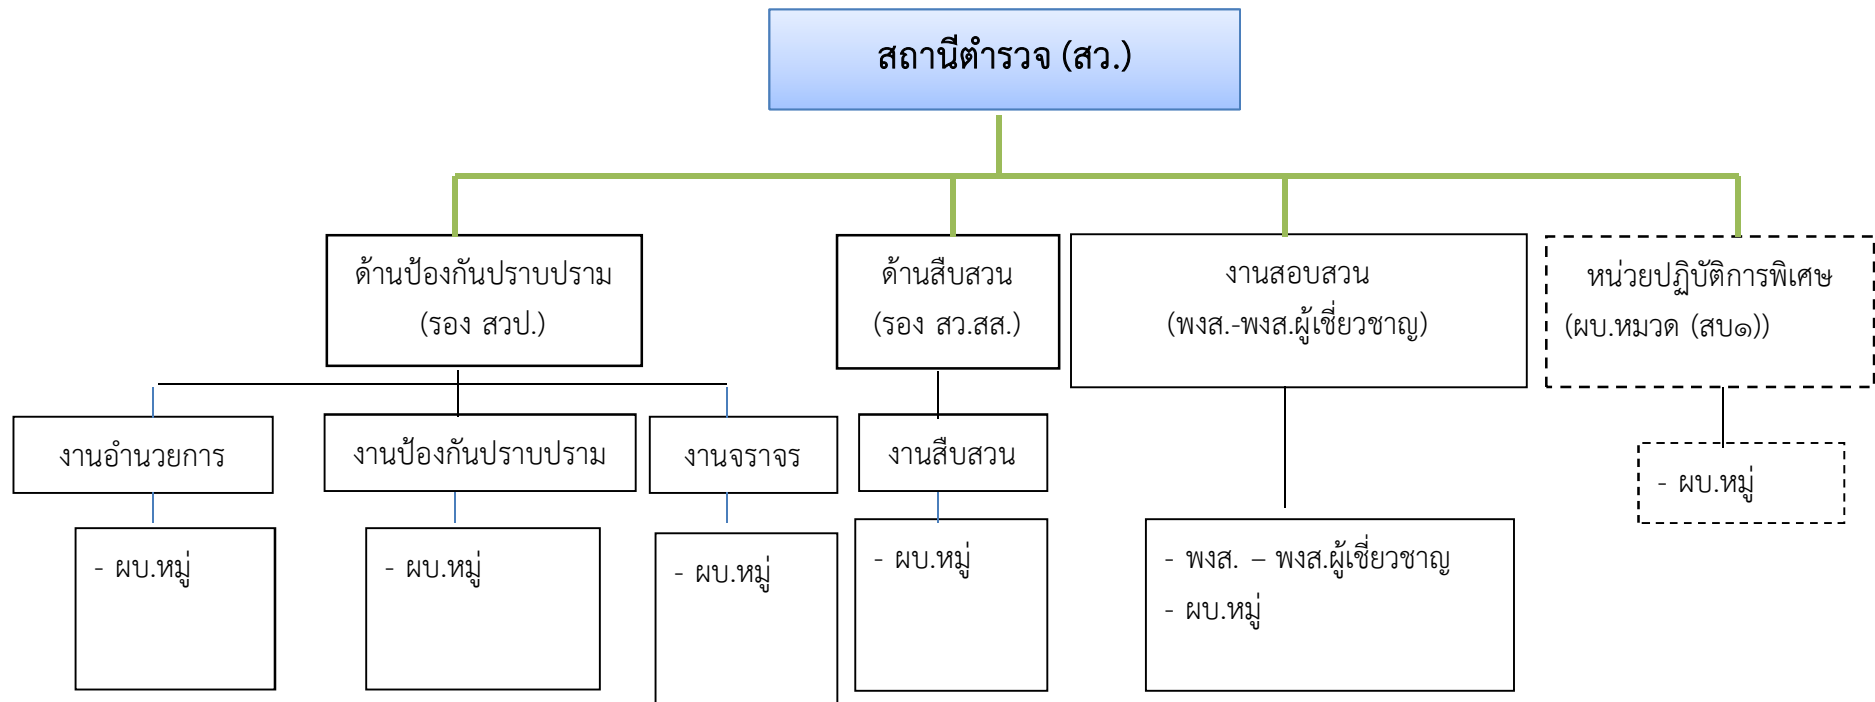 สถานีตำรวจ (สว.)
ด้านป้องกันปราบปราม
(รอง สวป.)
ด้านสืบสวน
(รอง สว.สส.)
งานสอบสวน
(พงส.-พงส.ผู้เชี่ยวชาญ)
หน่วยปฏิบัติการพิเศษ
(ผบ.หมวด (สบ๑))
งานอำนวยการ
งานป้องกันปราบปราม
งานจราจร
งานสืบสวน
- ผบ.หมู่
- ผบ.หมู่
- ผบ.หมู่
- ผบ.หมู่
- พงส. – พงส.ผู้เชี่ยวชาญ
- ผบ.หมู่
- ผบ.หมู่